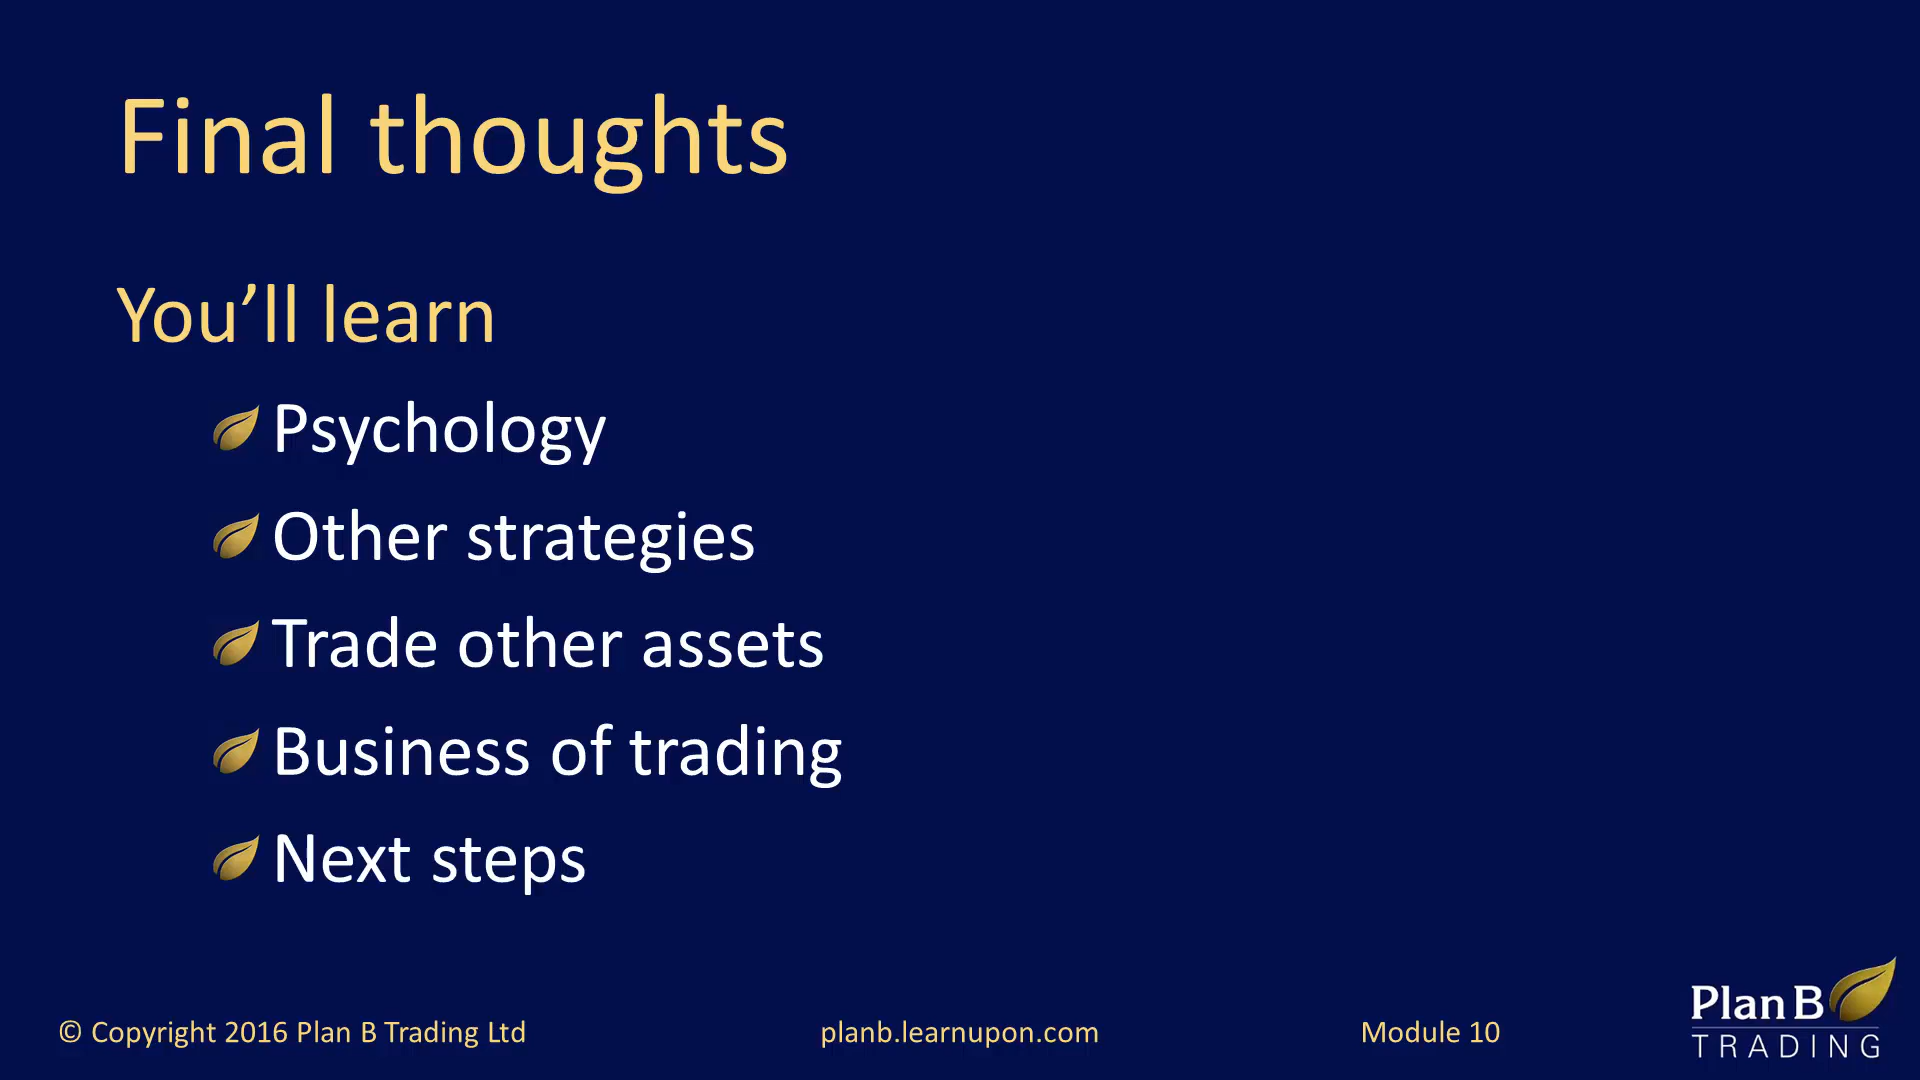 Final thoughts
You’ll learn
Psychology
Other strategies
Trade other assets
Business of trading
Next steps
© Copyright 2016 Plan B Trading Ltd
planb.learnupon.com
Module 10
Plan B
TRADING